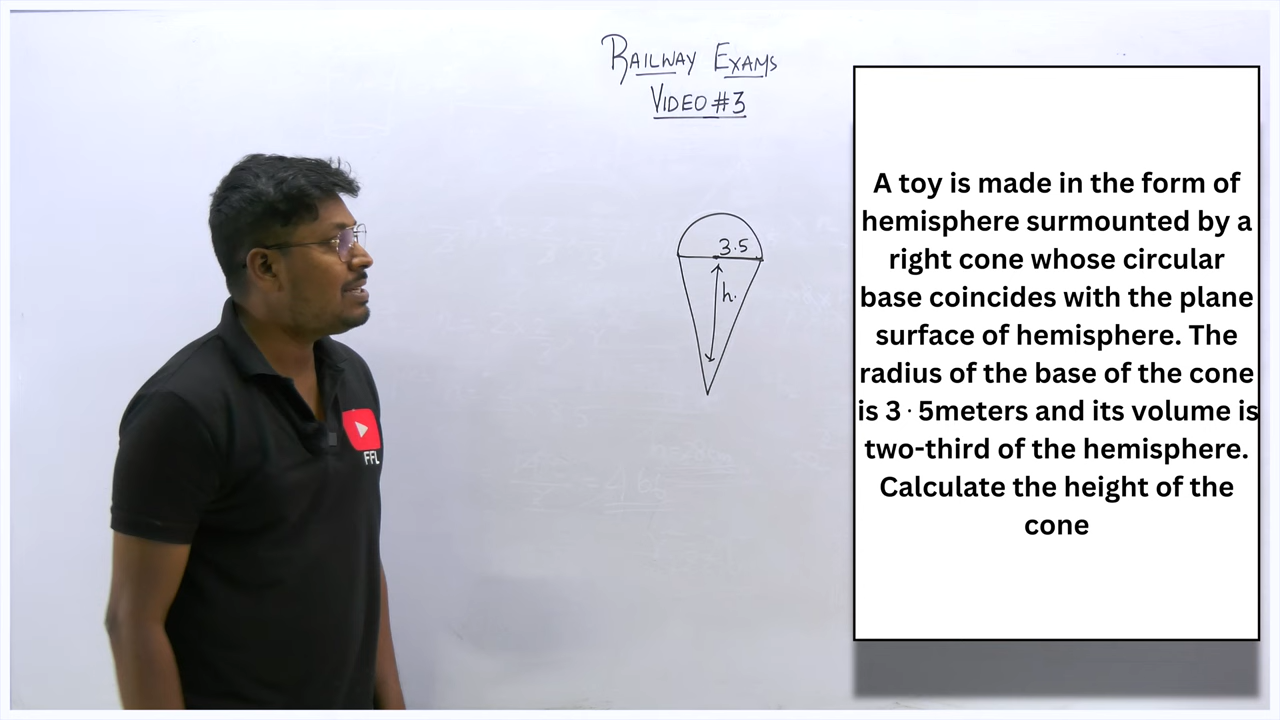 RAILWAY EXAMS
VIDEO #3
3.5
h.
FFL
A toy is made in the form of
hemisphere surmounted by a
right cone whose circular
base coincides with the plane
surface of hemisphere. The
radius of the base of the cone
is 3·5meters and its volume is
two-third of the hemisphere.
Calculate the height of the
cone